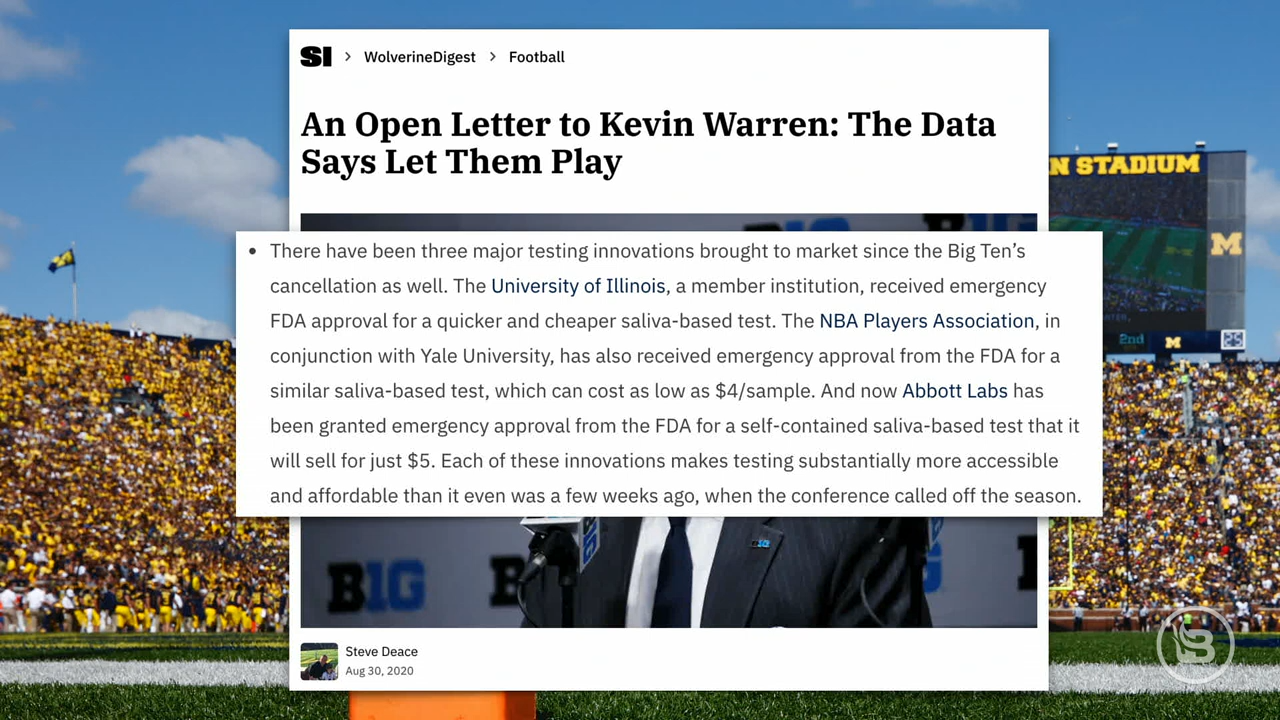 SI > WolverineDigest > Football
An Open Letter to Kevin Warren: The Data
Says Let Them Play
N STADIUM
M
2nd
M
25
• There have been three major testing innovations brought to market since the Big Ten’s
cancellation as well. The University of Illinois, a member institution, received emergency
FDA approval for a quicker and cheaper saliva-based test. The NBA Players Association, in
conjunction with Yale University, has also received emergency approval from the FDA for a
similar saliva-based test, which can cost as low as $4/sample. And now Abbott Labs has
been granted emergency approval from the FDA for a self-contained saliva-based test that it
will sell for just $5. Each of these innovations makes testing substantially more accessible
and affordable than it even was a few weeks ago, when the conference called off the season.
B1G
Steve Deace
Aug 30, 2020
B